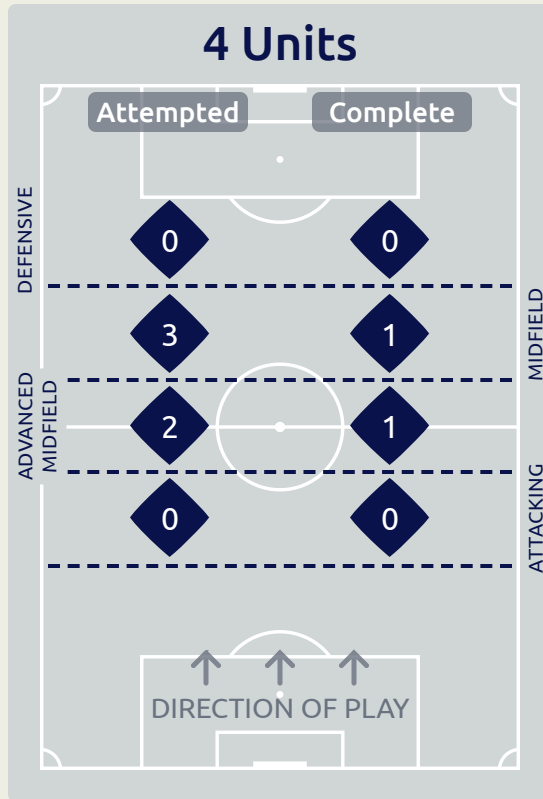 4 Units
Attempted Complete
DEFENSIVE
0 0
MIDFIELD
3 1
ADVANCED
MIDFIELD
2 1
ATTACKING
0 0
DIRECTION OF PLAY